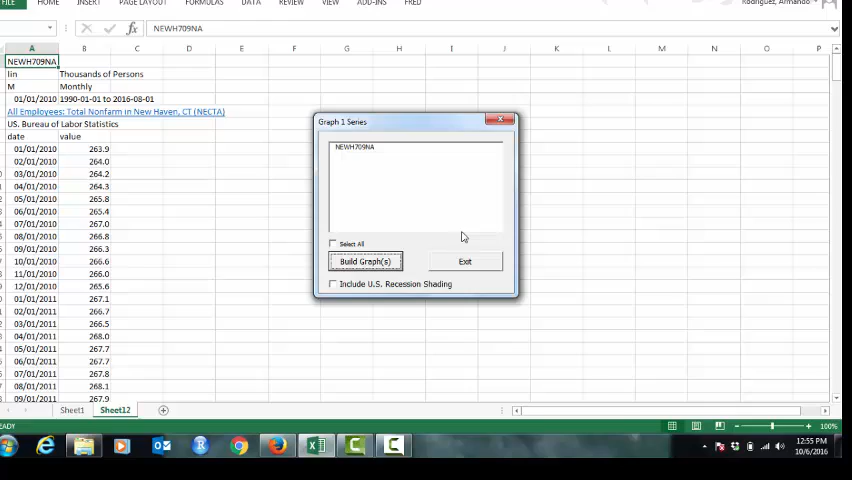 FILE HOME INSERT PAGE LAYOUT FORMULAS DATA REVIEW VIEW ADD-INS FRED Rodriguez, Armando
fx NEWH709NA
A B C D E F G H I J K L M N O P
NEWH709NA
lin Thousands of Persons
M Monthly
01/01/2010 1990-01-01 to 2016-08-01
All Employees: Total Nonfarm in New Haven, CT (NECTA)
US. Bureau of Labor Statistics
date value
01/01/2010 263.9
02/01/2010 264.0
03/01/2010 264.2
04/01/2010 264.3
05/01/2010 265.8
06/01/2010 265.4
07/01/2010 267.0
08/01/2010 266.8
09/01/2010 266.3
10/01/2010 266.6
11/01/2010 266.0
12/01/2010 265.6
01/01/2011 267.1
02/01/2011 266.7
03/01/2011 266.5
04/01/2011 268.0
05/01/2011 267.7
06/01/2011 267.7
07/01/2011 267.8
08/01/2011 268.1
09/01/2011 267.9
Graph 1 Series
NEWH709NA
Select All
Build Graph(s) Exit
Include U.S. Recession Shading
Sheet1 Sheet12
READY 100%
12:55 PM
10/6/2016